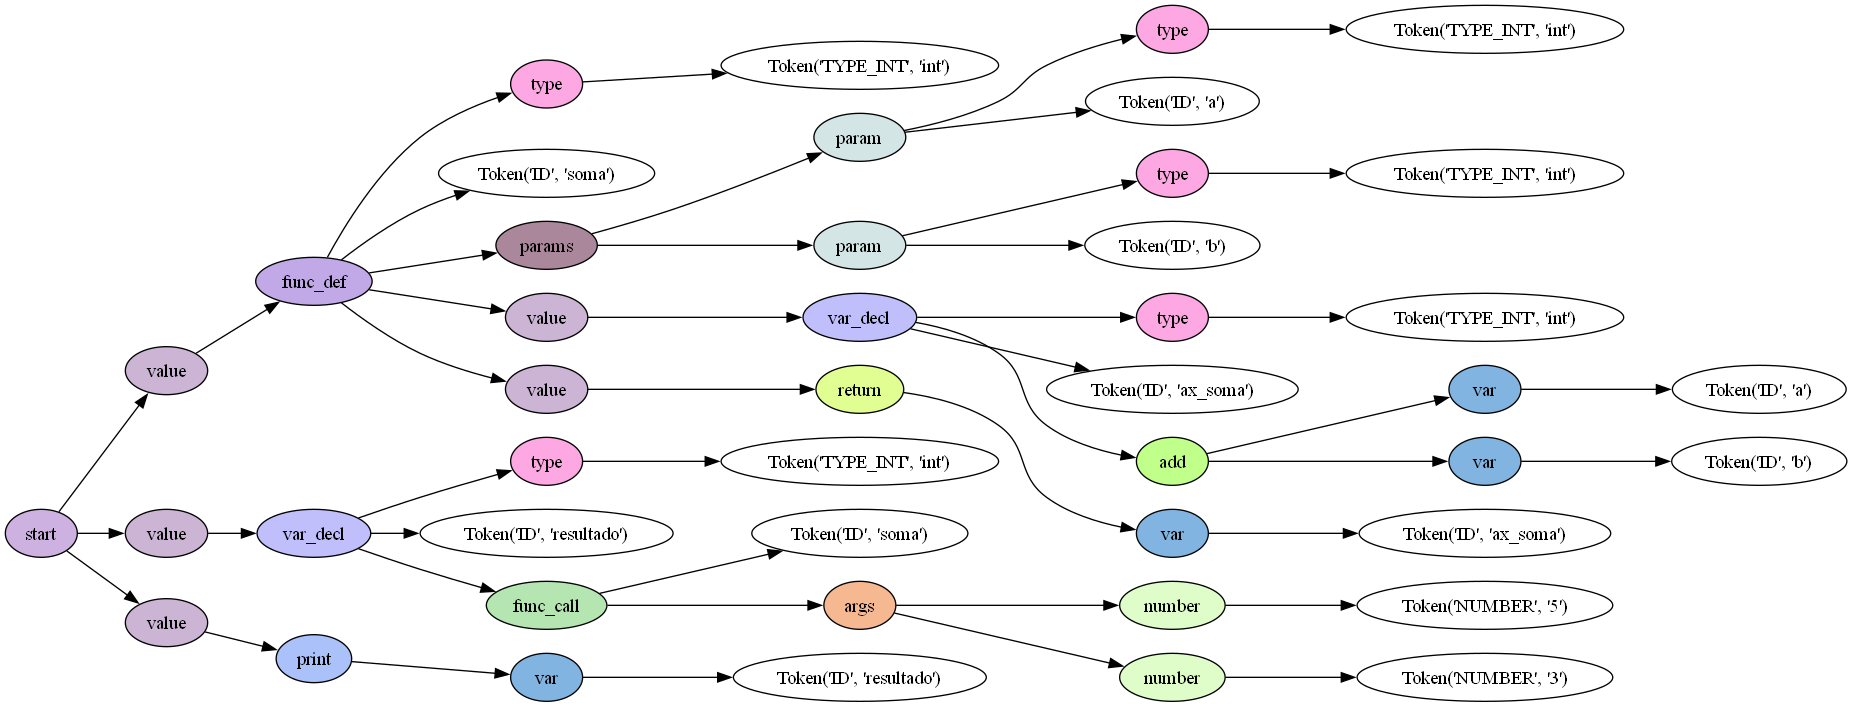 type
Token('TYPE_INT', 'int')
type
Token('TYPE_INT', 'int')
Token('ID', 'a')
param
Token('ID', 'soma')
type
Token('TYPE_INT', 'int')
params
param
Token('ID', 'b')
func_def
value
var_decl
type
Token('TYPE_INT', 'int')
value
value
return
Token('ID', 'ax_soma')
var
Token('ID', 'a')
type
Token('TYPE_INT', 'int')
add
var
Token('ID', 'b')
start
value
var_decl
Token('ID', 'resultado')
Token('ID', 'soma')
var
Token('ID', 'ax_soma')
func_call
args
number
Token('NUMBER', '5')
value
print
var
Token('ID', 'resultado')
number
Token('NUMBER', '3')